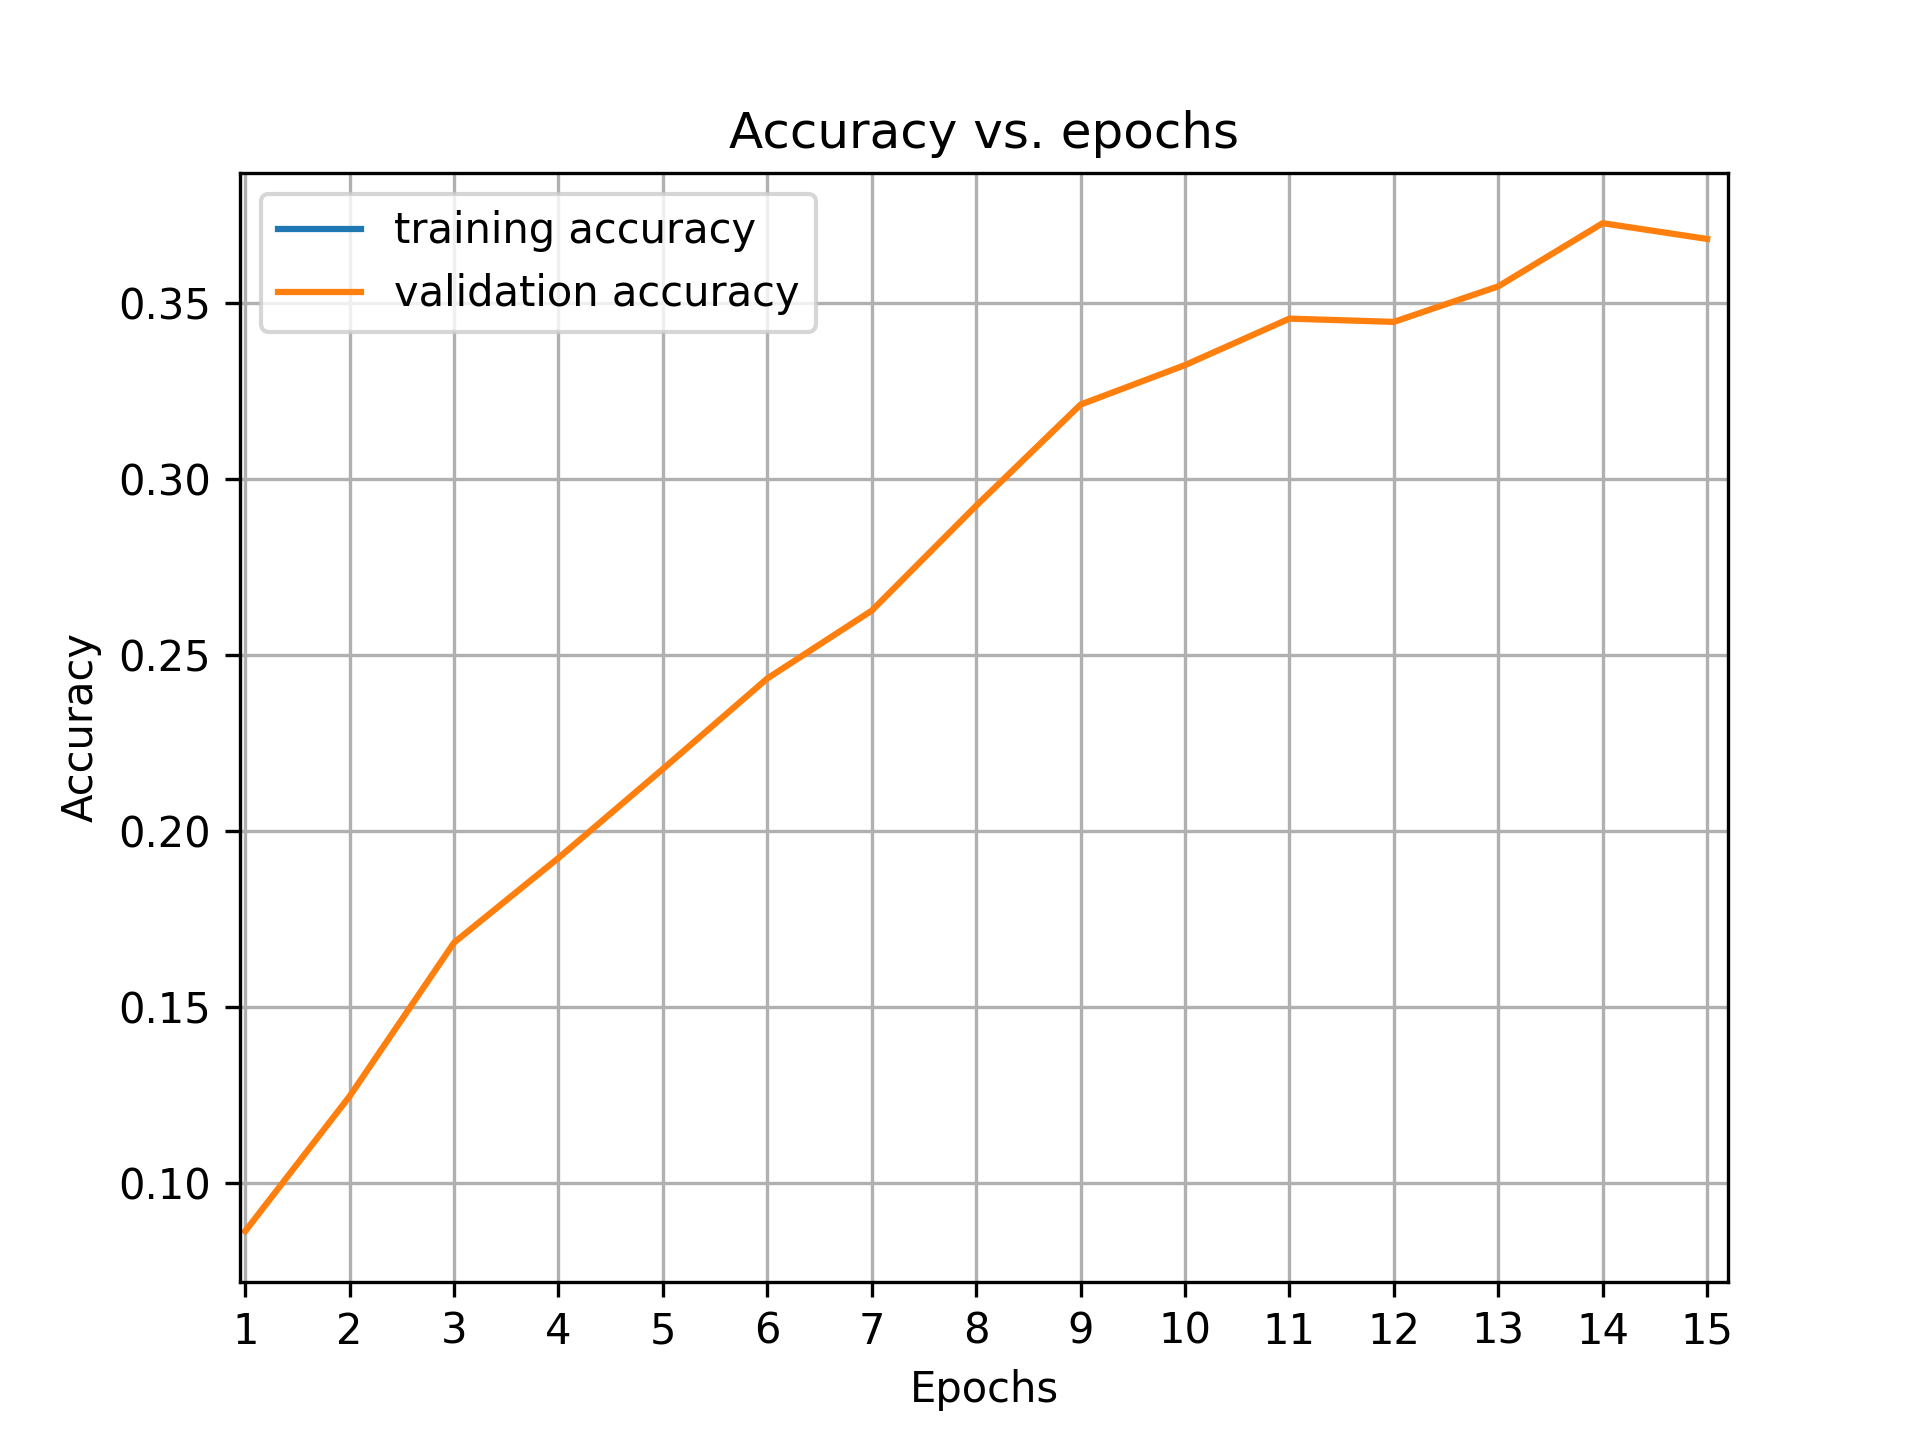 Accuracy vs. epochs
training accuracy
validation accuracy
0.35
0.30
0.25
0.20
0.15
0.10
Accuracy
1 2 3 4 5 6 7 8 9 10 11 12 13 14 15
Epochs